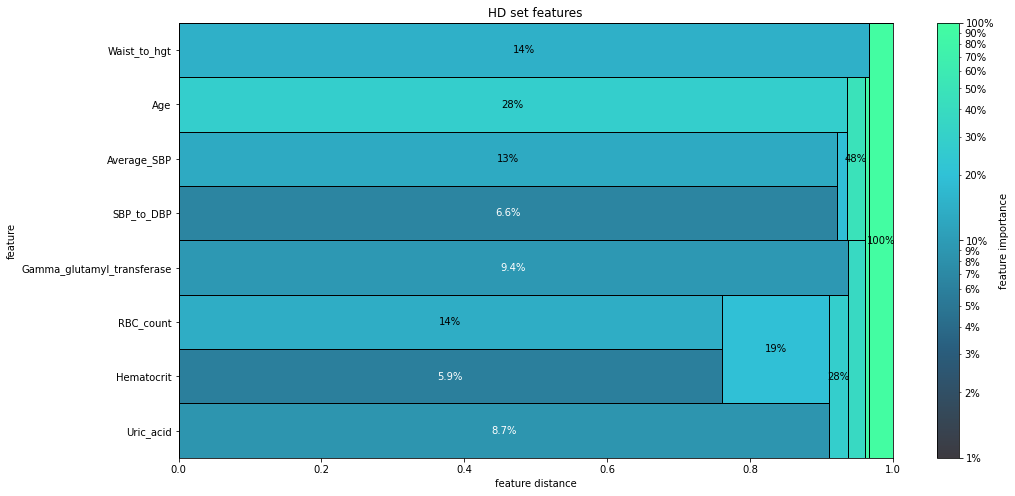 HD set features
feature
Waist_to_hgt
Age
Average_SBP
SBP_to_DBP
Gamma_glutamyl_transferase
RBC_count
Hematocrit
Uric_acid
14%
28%
13%
48%
6.6%
100%
9.4%
14%
19%
5.9%
28%
8.7%
0.0 0.2 0.4 0.6 0.8 1.0
feature distance
100%
90%
80%
70%
60%
50%
40%
30%
20%
10%
9%
8%
7%
6%
5%
4%
3%
2%
1%
feature importance